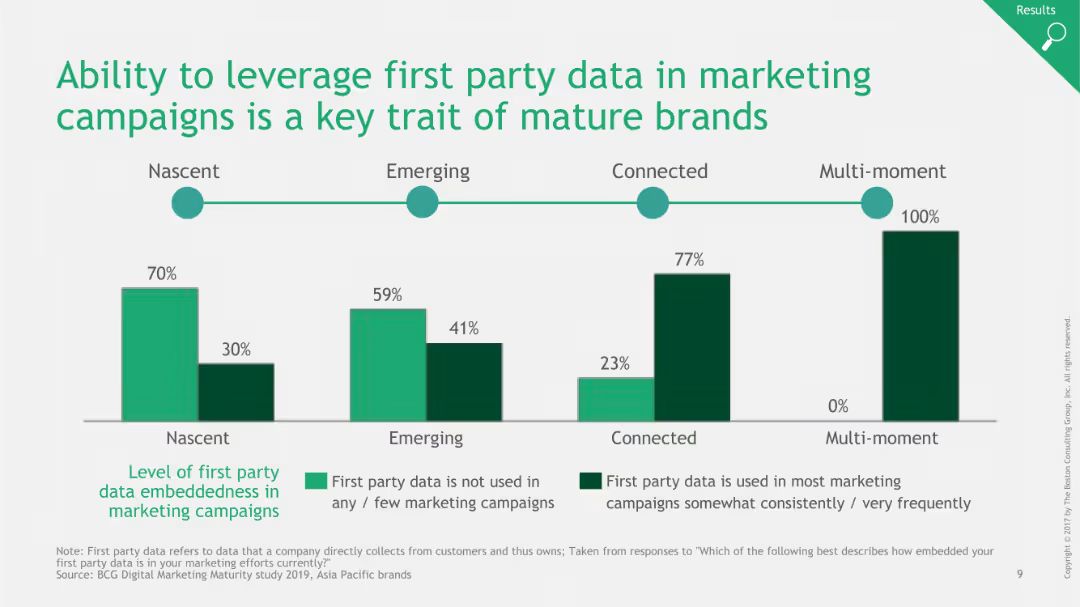 Results
Ability to leverage first party data in marketing
campaigns is a key trait of mature brands
Nascent Emerging Connected Multi-moment
100%
77%
70%
59%
41%
30%
23%
0%
Nascent Emerging Connected Multi-moment
Level of first party
data embeddedness in
marketing campaigns
First party data is not used in
any / few marketing campaigns
First party data is used in most marketing
campaigns somewhat consistently / very frequently
Note: First party data refers to data that a company directly collects from customers and thus owns; Taken from responses to "Which of the following best describes how embedded your
first party data is in your marketing efforts currently?"
Source: BCG Digital Marketing Maturity study 2019, Asia Pacific brands
9
Copyright © 2017 by The Boston Consulting Group, Inc. All rights reserved.